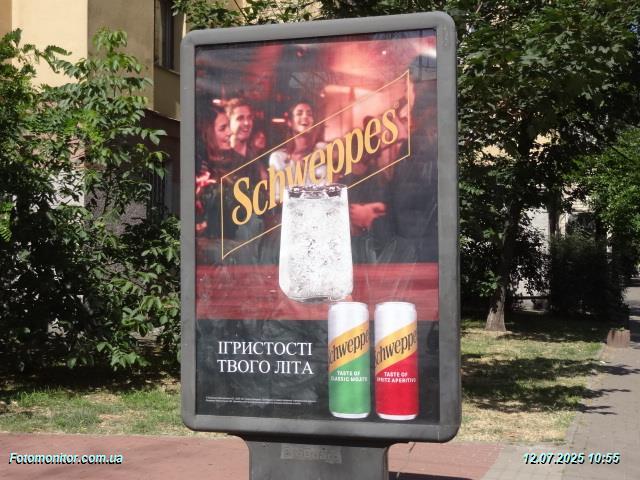 Schweppes
ІГРИСТОСТІ
ТВОГО ЛІТА
Schweppes
TASTE OF
CLASSIC MOJITO
Schweppes
TASTE OF
SPRITZ APERITIVO
Fotomonitor.com.ua
12.07.2025 10:55